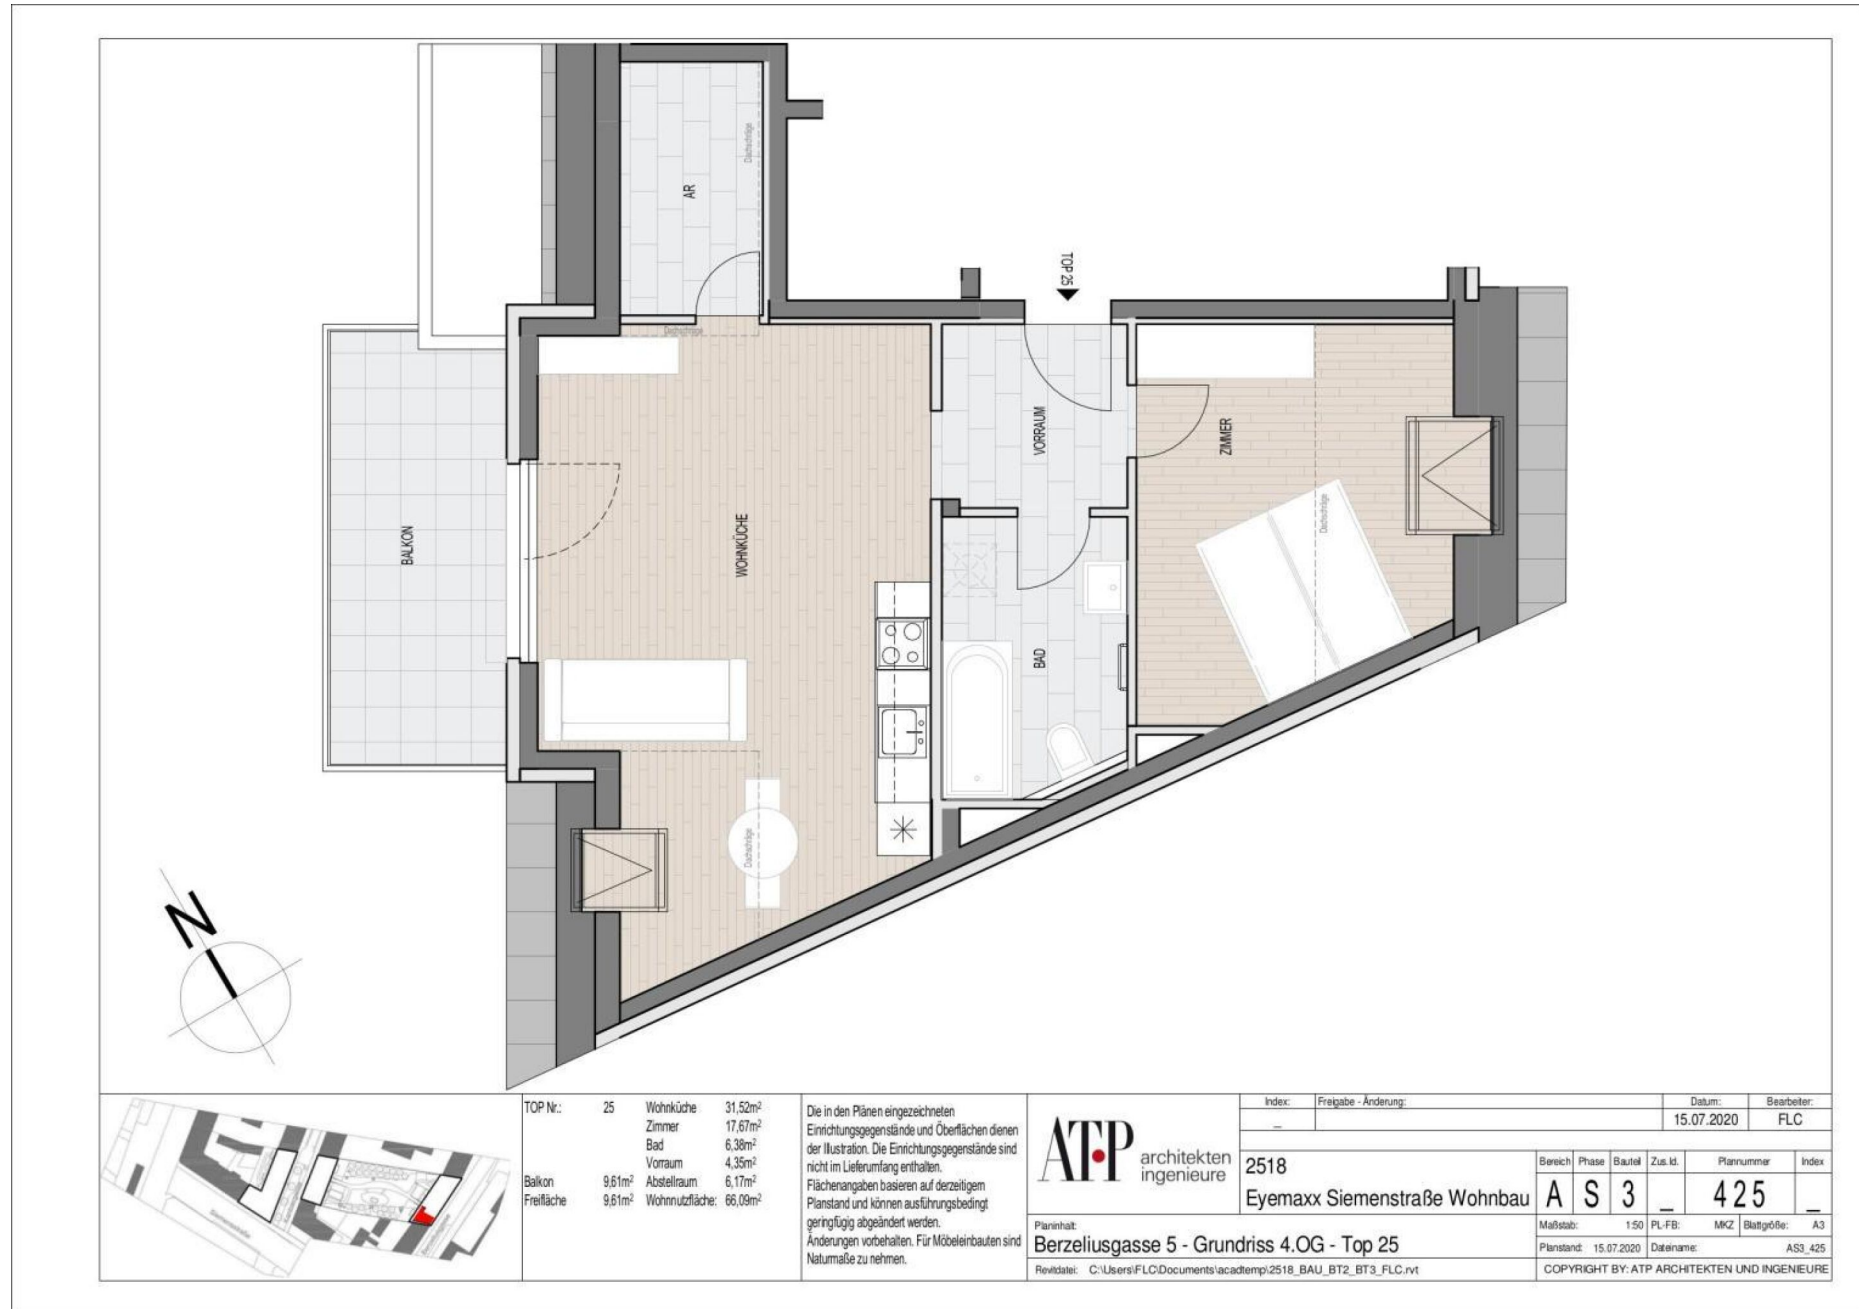 Dachschräge
AR
TOP 25
Dachschräge
VORRAUM
ZIMMER
Dachschräge
BALKON
WOHNKÜCHE
BAD
Dachschräge
N
Siemensstraße
TOP Nr.: 25 Wohnküche 31,52m²
Zimmer 17,67m²
Bad 6,38m²
Vorraum 4,35m²
Balkon 9,61m² Abstellraum 6,17m²
Freifläche 9,61m² Wohnnutzfläche: 66,09m²
Die in den Plänen eingezeichneten
Einrichtungsgegenstände und Oberflächen dienen
der Illustration. Die Einrichtungsgegenstände sind
nicht im Lieferumfang enthalten.
Flächenangaben basieren auf derzeitigem
Planstand und können ausführungsbedingt
geringfügig abgeändert werden.
Änderungen vorbehalten. Für Möbeleinbauten sind
Naturmaße zu nehmen.
ATP architekten
ingenieure
Index: Freigabe - Änderung: Datum: Bearbeiter:
_ 15.07.2020 FLC
2518
Eyemaxx Siemenstraße Wohnbau
Bereich Phase Bauteil Zus.Id. Plannummer Index
A S 3 _ 425 _
Maßstab: 1:50 PL-FB: MKZ Blattgröße: A3
Planinhalt:
Berzeliusgasse 5 - Grundriss 4.OG - Top 25
Planstand: 15.07.2020 Dateiname: AS3_425
Revitdatei: C:\Users\FLC\Documents\acadtemp\2518_BAU_BT2_BT3_FLC.rvt
COPYRIGHT BY: ATP ARCHITEKTEN UND INGENIEURE